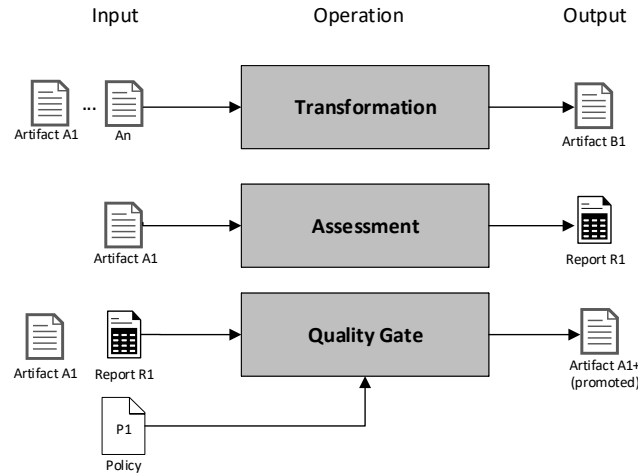 Input Operation Output
Transformation
... 
Artifact A1 An Artifact B1
Assessment
Artifact A1 Report R1
Quality Gate
Artifact A1 Report R1 Artifact A1+
(promoted)
P1
Policy